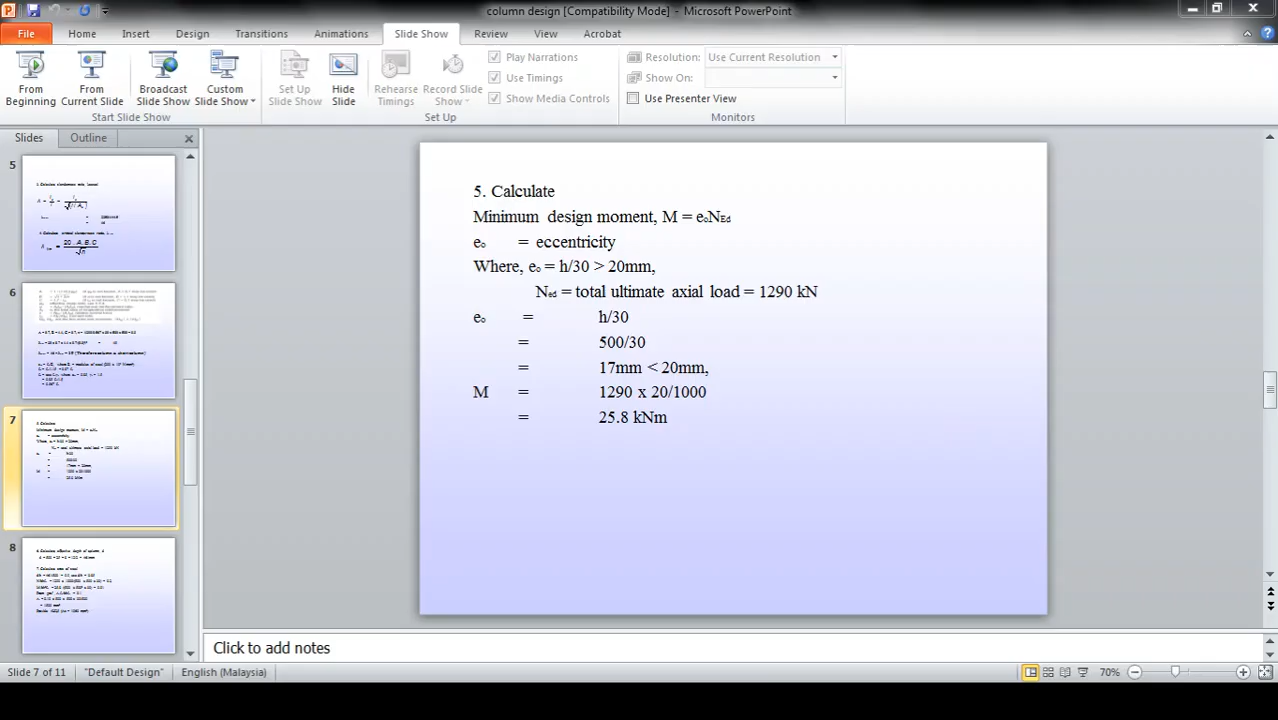 column design [Compatibility Mode] - Microsoft PowerPoint
File Home Insert Design Transitions Animations Slide Show Review View Acrobat
From Beginning
From Current Slide
Broadcast Slide Show
Custom Slide Show
Start Slide Show
Set Up Slide Show
Hide Slide
Rehearse Timings
Record Slide Show
Play Narrations
Use Timings
Show Media Controls
Set Up
Resolution: Use Current Resolution
Show On:
Use Presenter View
Monitors
Slides Outline
5
6
7
8
5. Calculate
Minimum design moment, M = eoNEd
eo = eccentricity
Where, eo = h/30 > 20mm,
Ned = total ultimate axial load = 1290 kN
eo = h/30
= 500/30
= 17mm < 20mm,
M = 1290 x 20/1000
= 25.8 kNm
Click to add notes
Slide 7 of 11 "Default Design" English (Malaysia) 70%